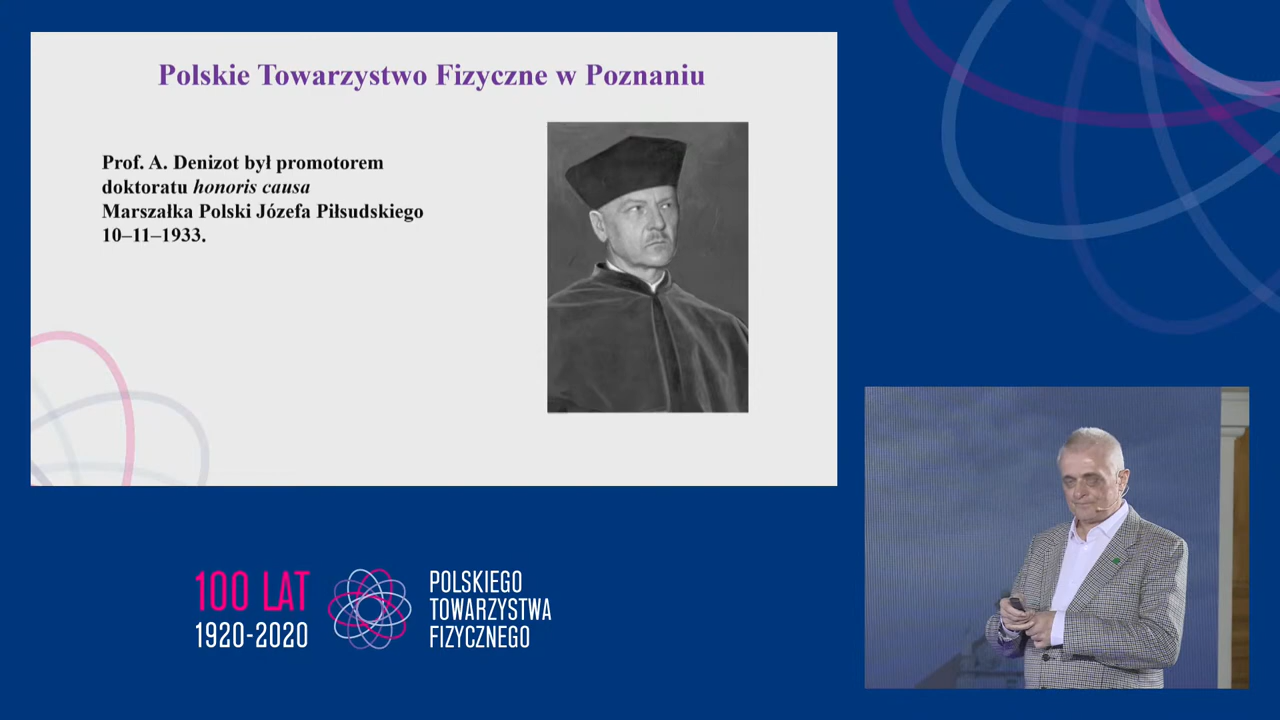 Polskie Towarzystwo Fizyczne w Poznaniu
Prof. A. Denizot był promotorem
doktoratu honoris causa
Marszałka Polski Józefa Piłsudskiego
10–11–1933.
100 LAT
1920-2020
POLSKIEGO
TOWARZYSTWA
FIZYCZNEGO